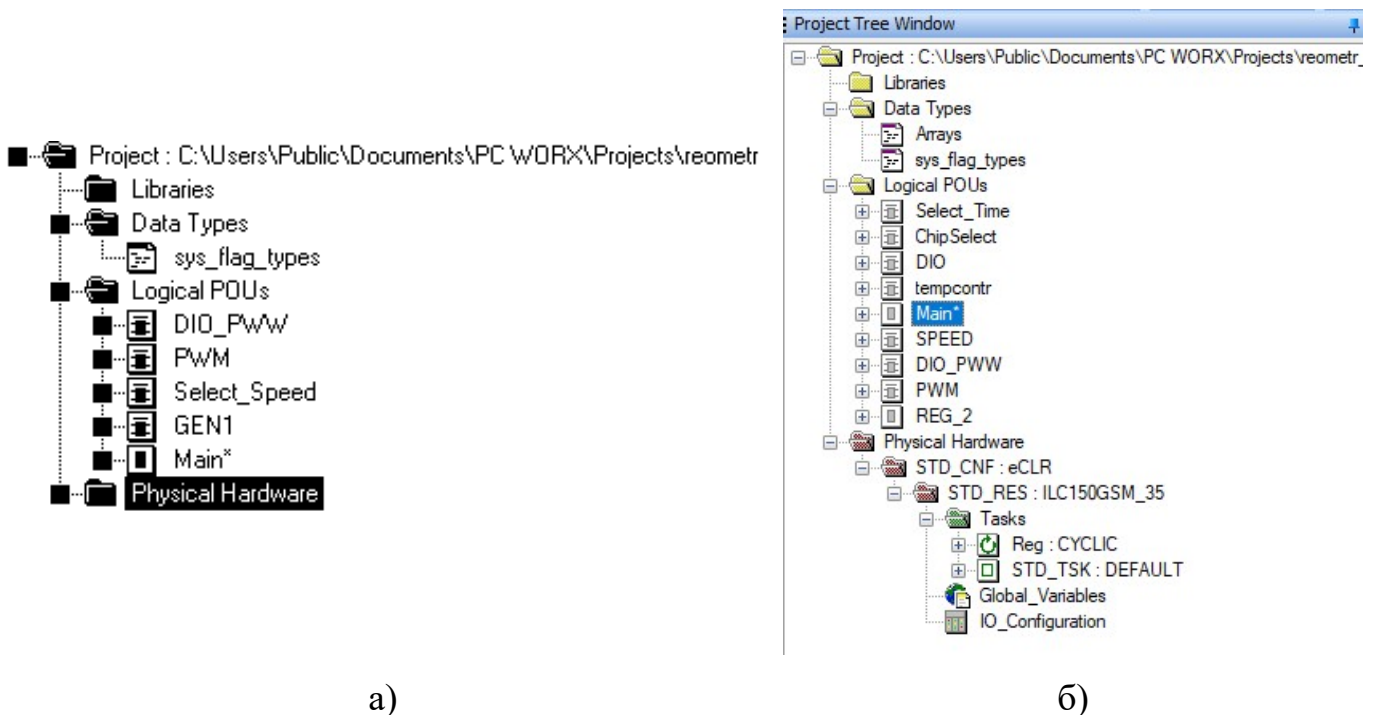 Project : C:\Users\Public\Documents\PC WORX\Projects\reometr
Libraries
Data Types
sys_flag_types
Logical POUs
DIO_PWW
PWM
Select_Speed
GEN1
Main*
Physical Hardware
а)
Project Tree Window
Project : C:\Users\Public\Documents\PC WORX\Projects\reometr_
Libraries
Data Types
Arrays
sys_flag_types
Logical POUs
Select_Time
ChipSelect
DIO
tempcontr
Main*
SPEED
DIO_PWW
PWM
REG_2
Physical Hardware
STD_CNF : eCLR
STD_RES : ILC150GSM_35
Tasks
Reg : CYCLIC
STD_TSK : DEFAULT
Global_Variables
IO_Configuration
б)